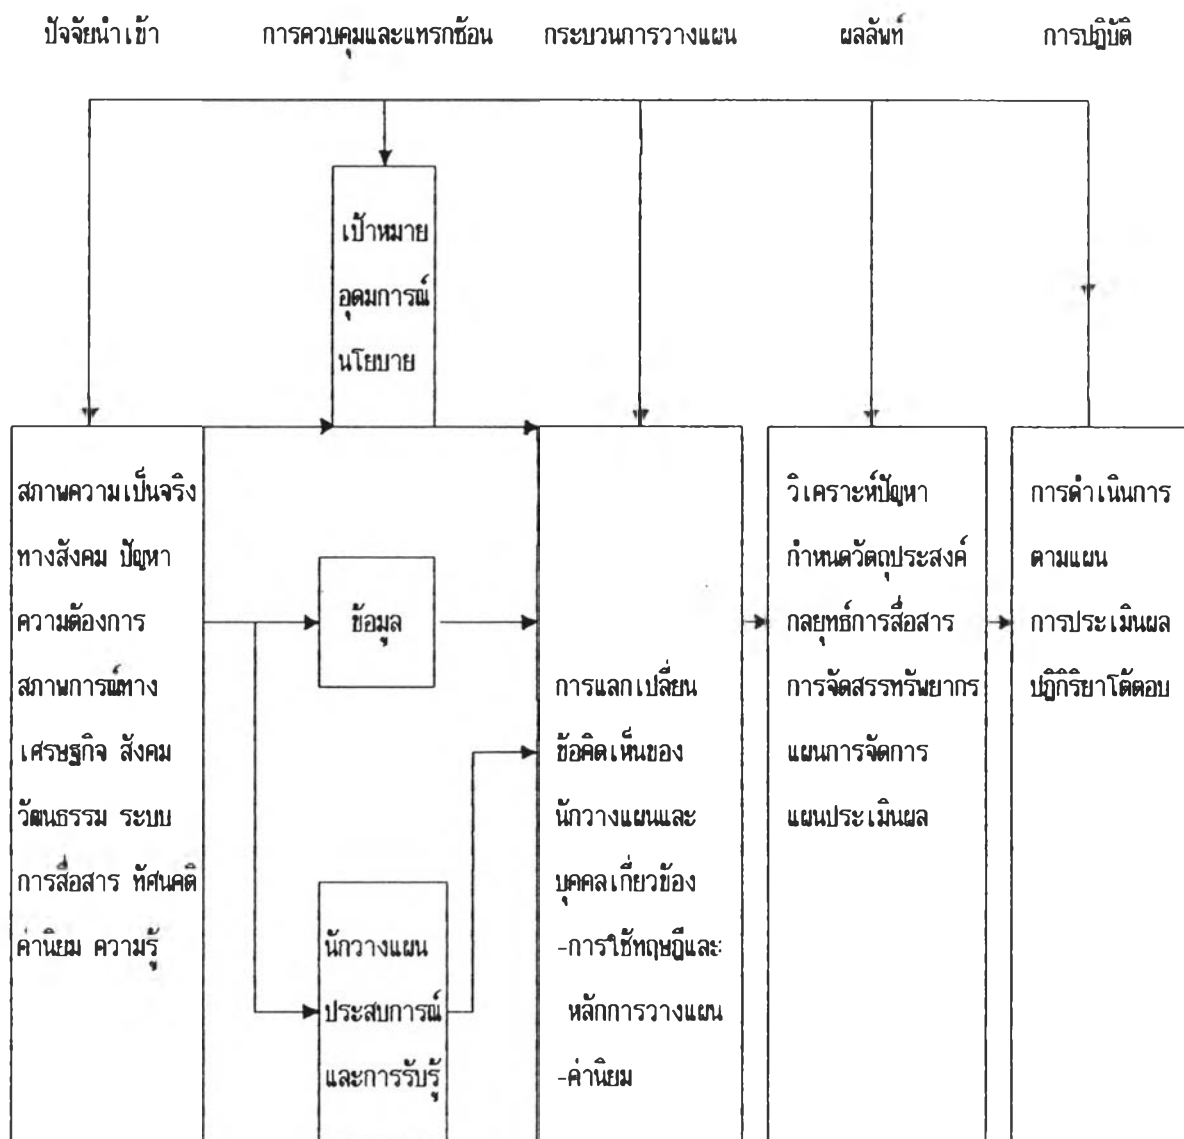 ปัจจัยนำเข้า การควบคุมและแทรกซ้อน กระบวนการวางแผน ผลลัพท์ การปฏิบัติ
เป้าหมาย
อุดมการณ์
นโยบาย
สภาพความเป็นจริง
ทางสังคม ปัญหา
ความต้องการ
สภาพการณ์ทาง
เศรษฐกิจ สังคม
วัฒนธรรม ระบบ
การสื่อสาร ทัศนคติ
ค่านิยม ความรู้
ข้อมูล
นักวางแผน
ประสบการณ์
และการรับรู้
การแลกเปลี่ยน
ข้อคิดเห็นของ
นักวางแผนและ
บุคคลเกี่ยวข้อง
-การใช้ทฤษฎีและ
หลักการวางแผน
-ค่านิยม
วิเคราะห์ปัญหา
กำหนดวัตถุประสงค์
กลยุทธ์การสื่อสาร
การจัดสรรทรัพยากร
แผนการจัดการ
แผนประเมินผล
การดำเนินการ
ตามแผน
การประเมินผล
ปฏิกิริยาโต้ตอบ